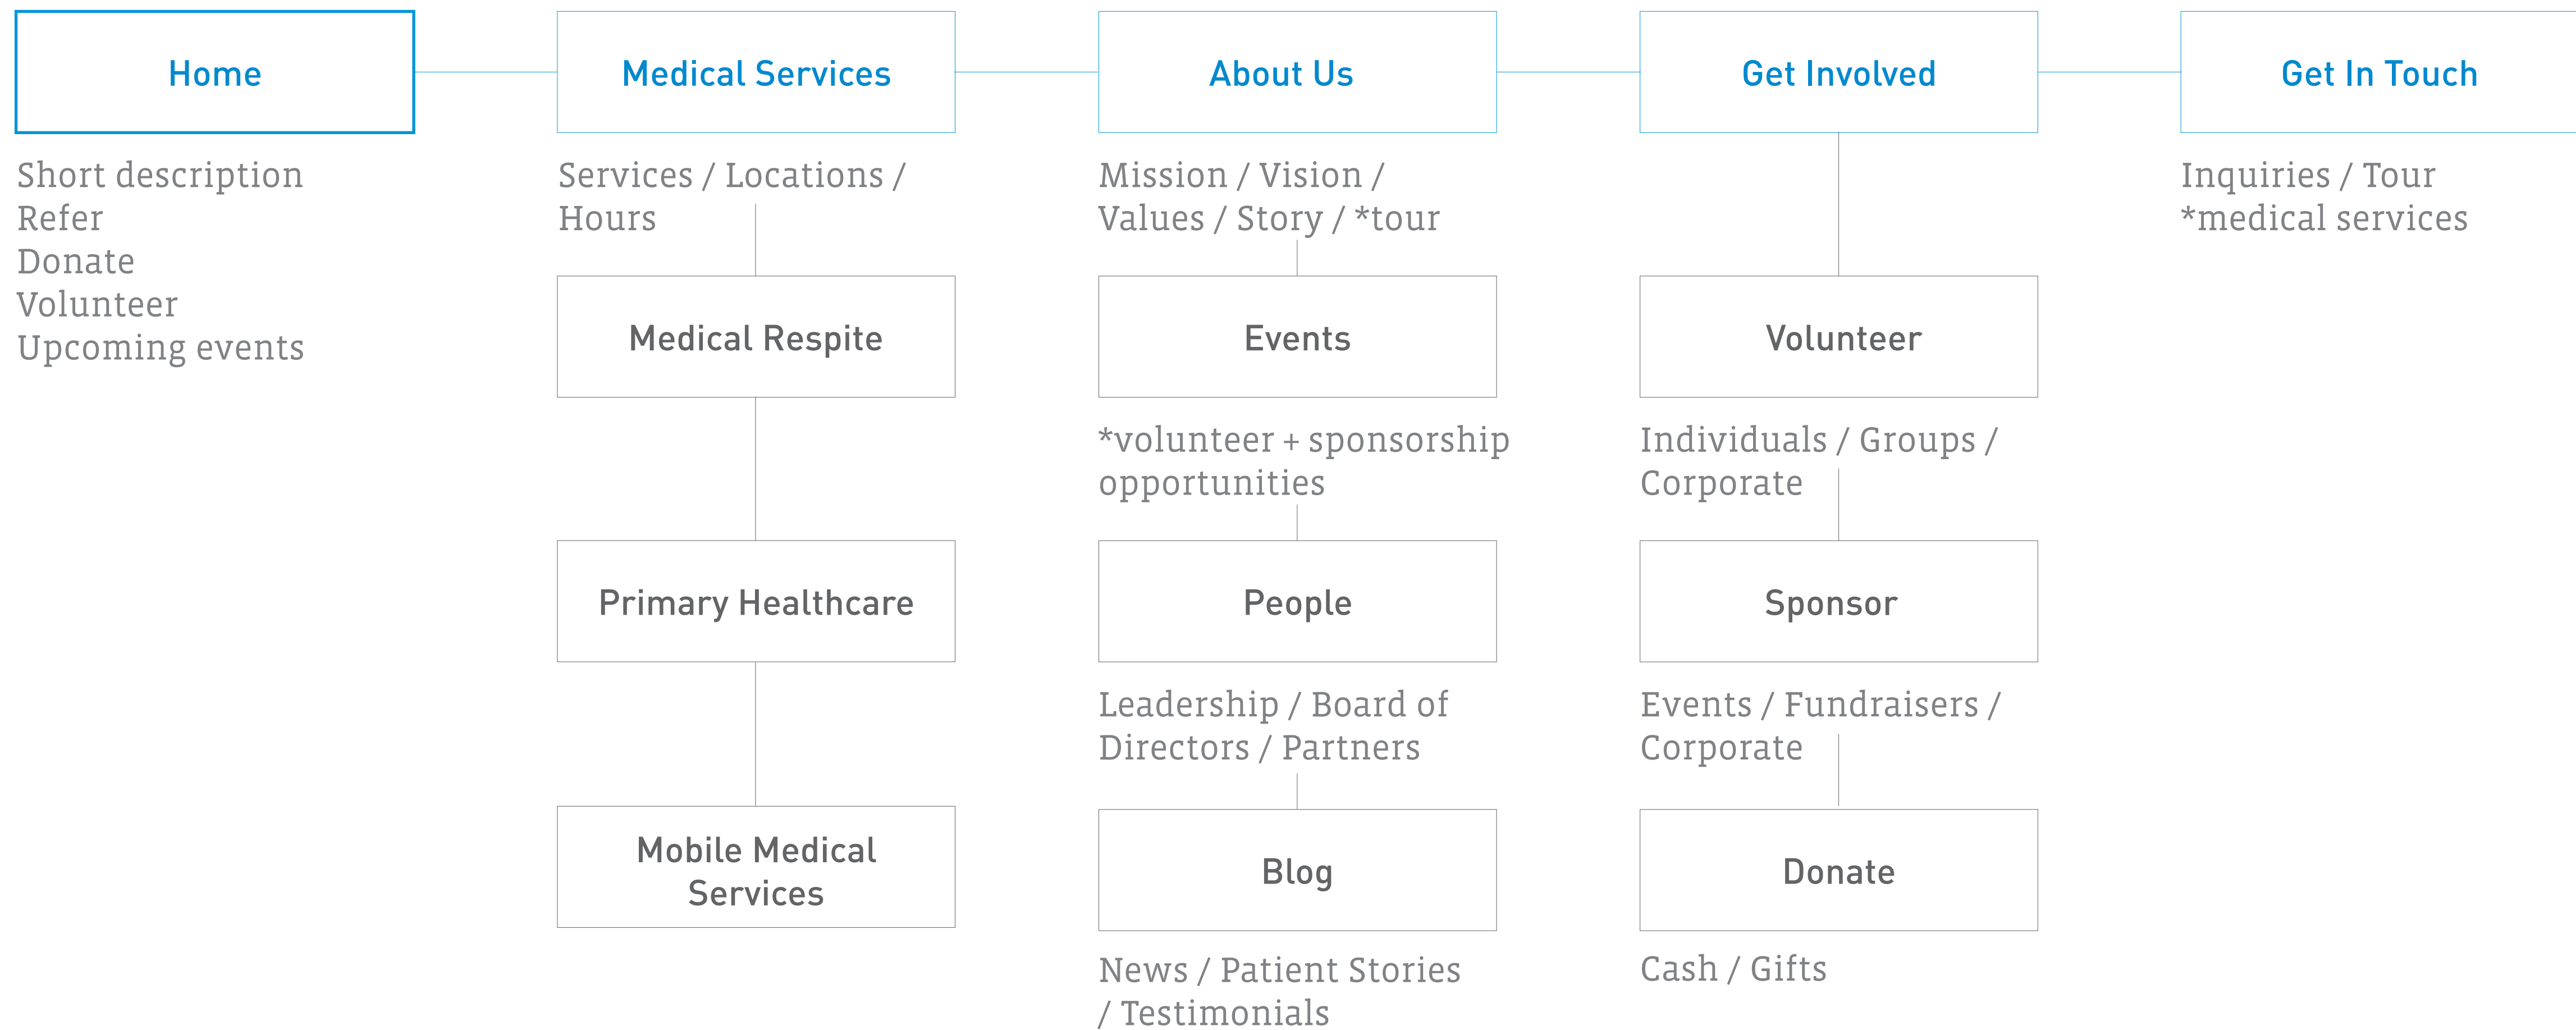 Home
Short description
Refer
Donate
Volunteer
Upcoming events
Medical Services
Services / Locations /
Hours
Medical Respite
Primary Healthcare
Mobile Medical
Services
About Us
Mission / Vision /
Values / Story / *tour
Events
*volunteer + sponsorship
opportunities
People
Leadership / Board of
Directors / Partners
Blog
News / Patient Stories
/ Testimonials
Get Involved
Volunteer
Individuals / Groups /
Corporate
Sponsor
Events / Fundraisers /
Corporate
Donate
Cash / Gifts
Get In Touch
Inquiries / Tour
*medical services